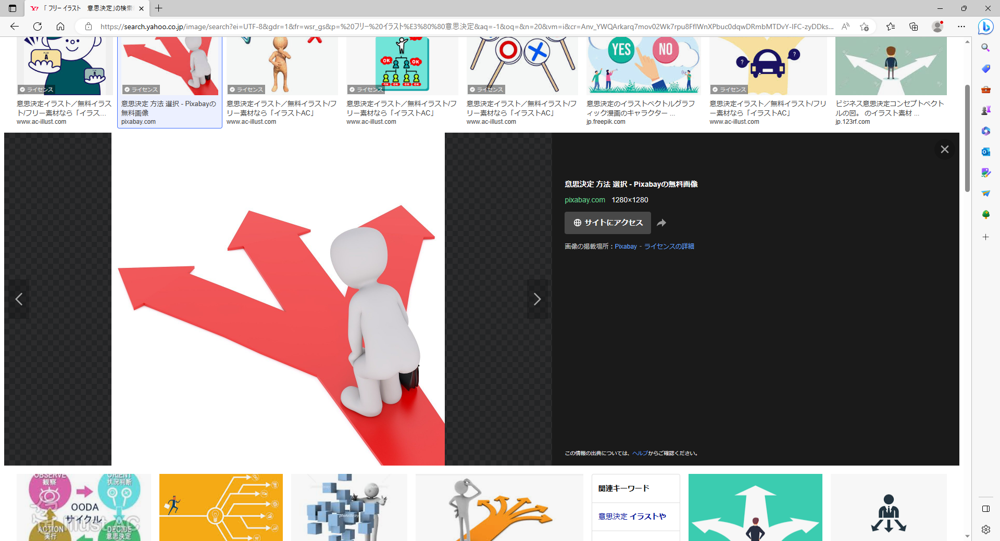 「 フリー イラスト　意思決定」の検索
https://search.yahoo.co.jp/image/search?ei=UTF-8&gdr=1&fr=wsr_gs&p=%20フリー%20イラスト%E3%80%80意思決定&aq=-1&oq=&n=20&vm=i&cr=Anv_YWQArkarq7mov02Wk7rpu8FflWnXPbuc0dqwDRmbMTDvY-IFC-zyDDks...
PLAN
A
ライセンス
意思決定イラスト／無料イラス
ト/フリー素材なら「イラス...
www.ac-illust.com
ライセンス
意思決定 方法 選択 - Pixabayの
無料画像
pixabay.com
ライセンス
意思決定イラスト／無料イラスト/フ
リー素材なら「イラストAC」
www.ac-illust.com
OK
OK
OK OK OK OK
ライセンス
意思決定イラスト／無料イラスト/フ
リー素材なら「イラストAC」
www.ac-illust.com
ライセンス
意思決定イラスト／無料イラスト/フ
リー素材なら「イラストAC」
www.ac-illust.com
YES
NO
意思決定のイラストベクトルグラフ
ィック漫画のキャラクター ...
jp.freepik.com
?
?
ライセンス
意思決定イラスト／無料イラスト/フリ
ー素材なら「イラストAC」
www.ac-illust.com
ビジネス意思決定コンセプトベクト
ルの図。 のイラスト素材 ...
jp.123rf.com
意思決定 方法 選択 - Pixabayの無料画像
pixabay.com 1280×1280
サイトにアクセス
画像の掲載場所 : Pixabay - ライセンスの詳細
この情報の出典については、ヘルプからご確認ください。
OBSERVE
観察
ORIENT
状況判断
OODA
サイクル
ACTION
実行
DECIDE
意思決定
photolibrary
関連キーワード
意思決定 イラストや